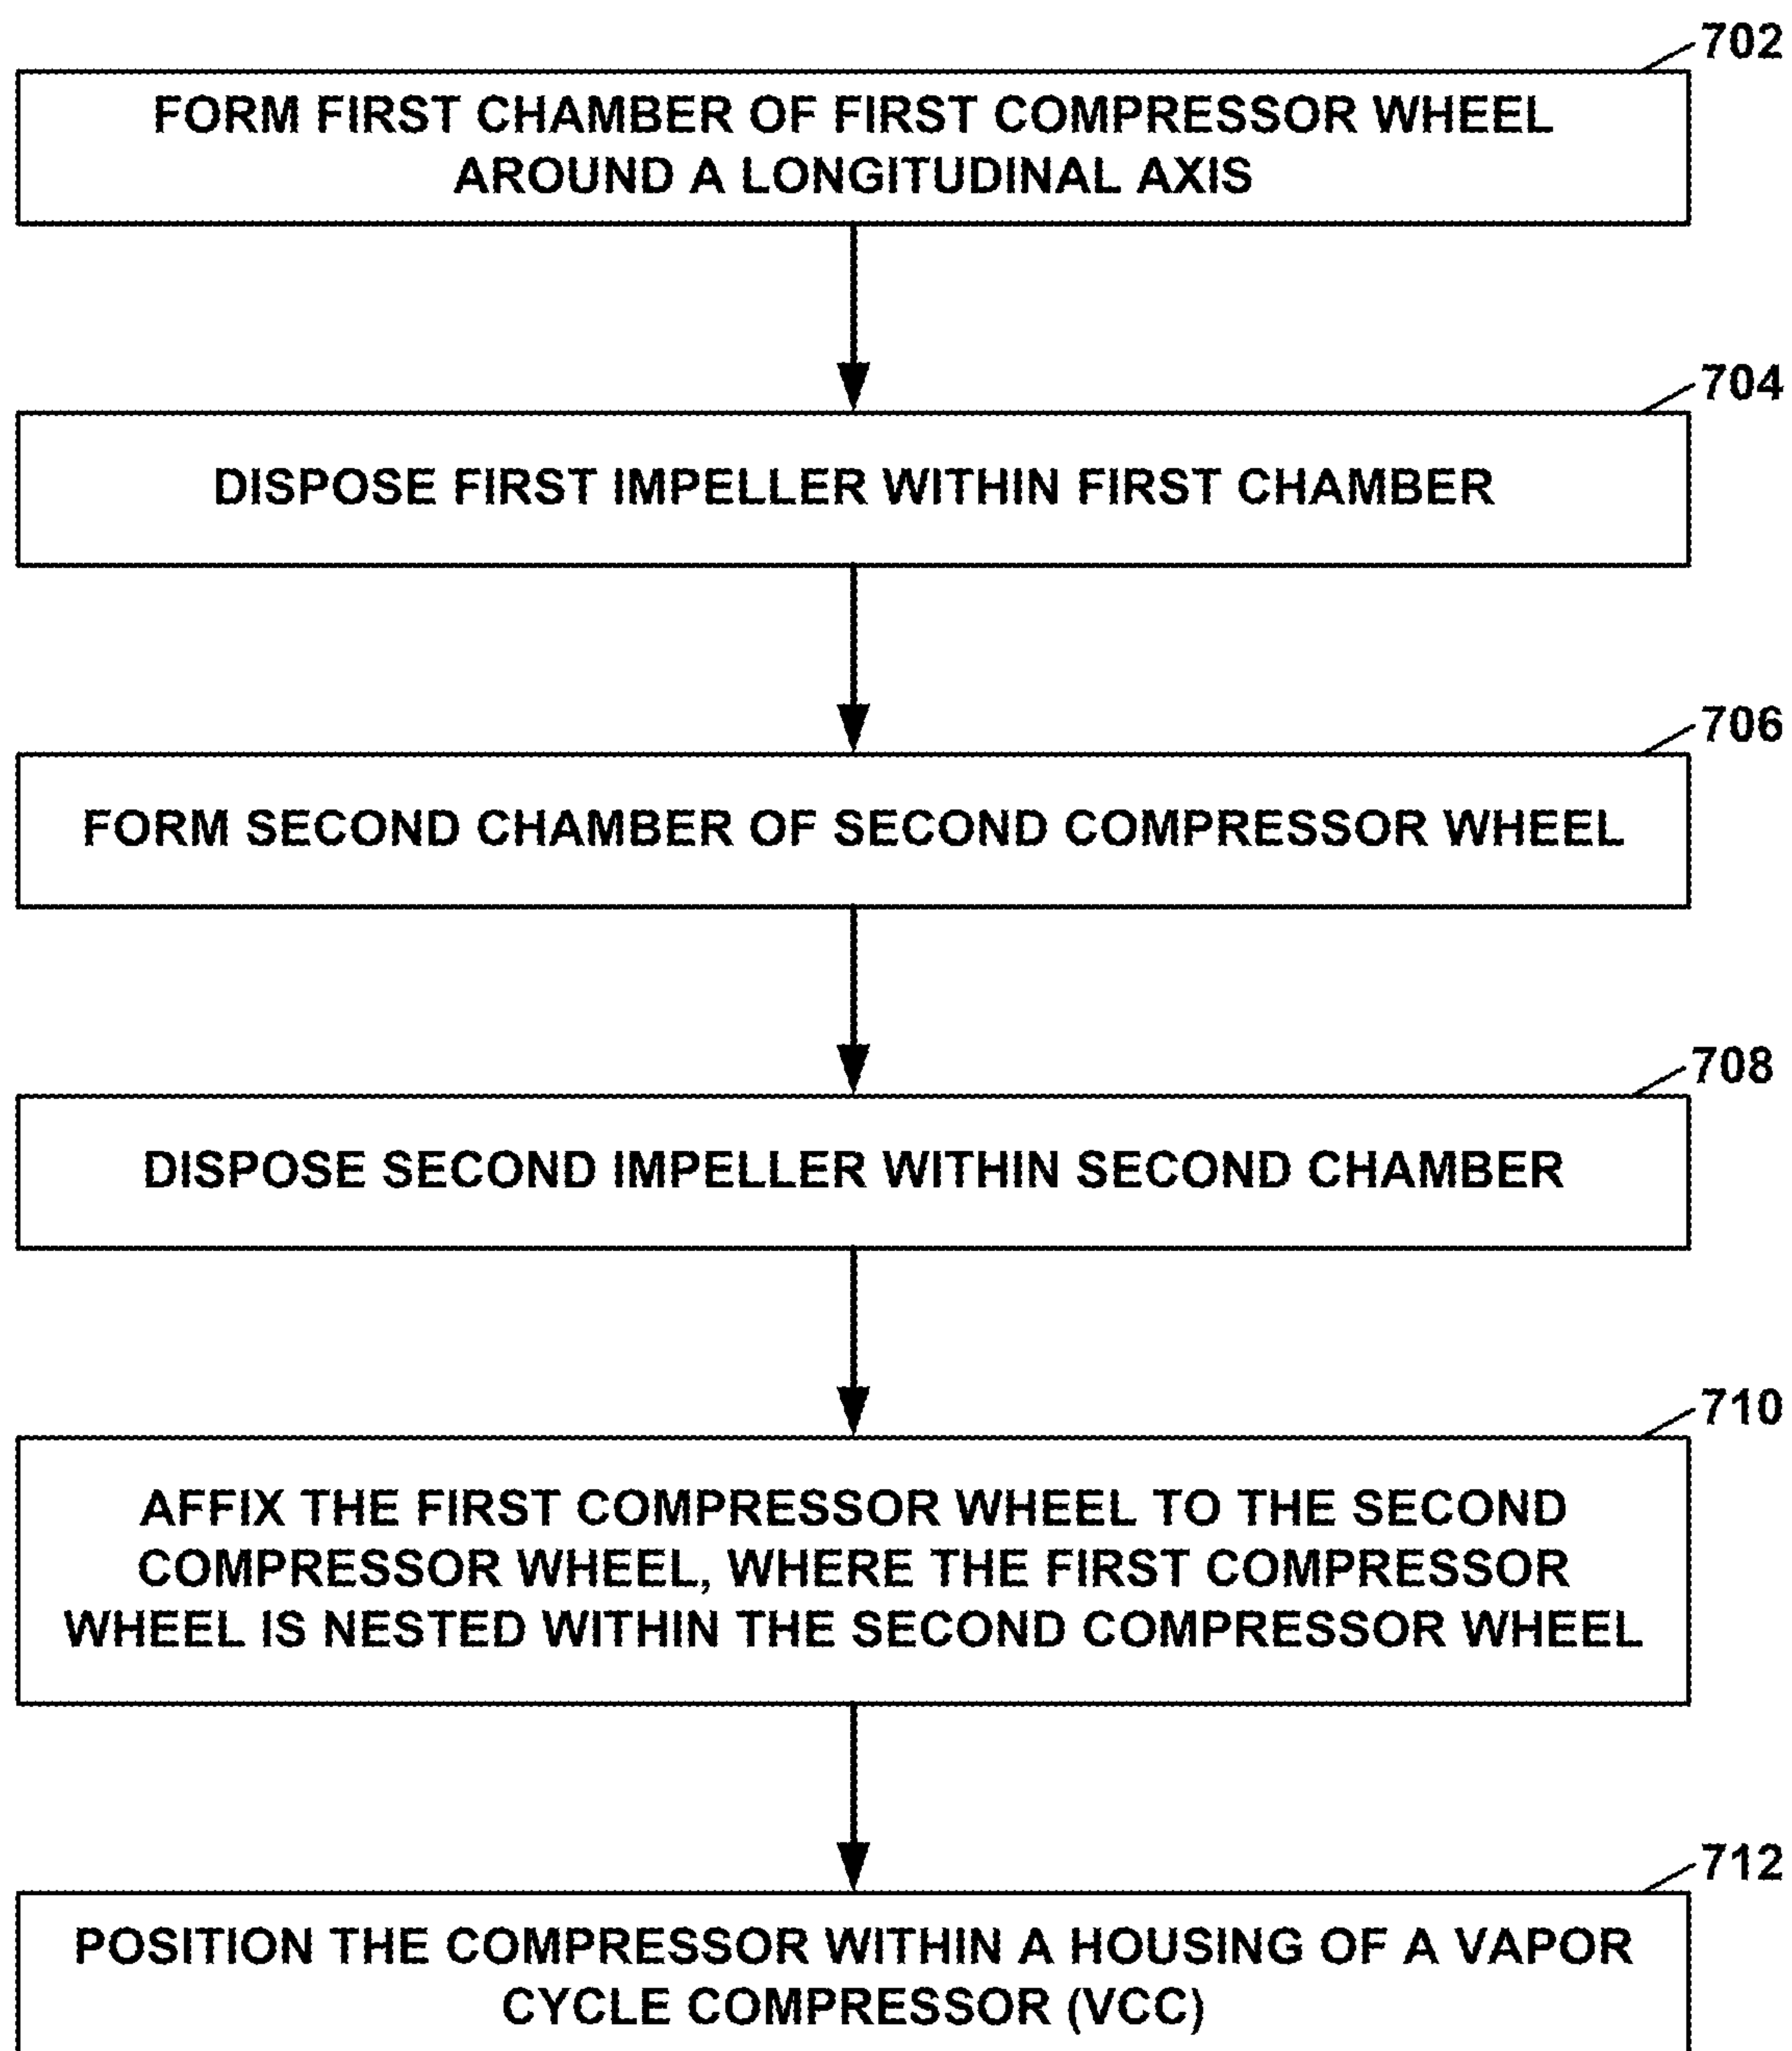 702
FORM FIRST CHAMBER OF FIRST COMPRESSOR WHEEL
AROUND A LONGITUDINAL AXIS
704
DISPOSE FIRST IMPELLER WITHIN FIRST CHAMBER
706
FORM SECOND CHAMBER OF SECOND COMPRESSOR WHEEL
708
DISPOSE SECOND IMPELLER WITHIN SECOND CHAMBER
710
AFFIX THE FIRST COMPRESSOR WHEEL TO THE SECOND
COMPRESSOR WHEEL, WHERE THE FIRST COMPRESSOR
WHEEL IS NESTED WITHIN THE SECOND COMPRESSOR WHEEL
712
POSITION THE COMPRESSOR WITHIN A HOUSING OF A VAPOR
CYCLE COMPRESSOR (VCC)